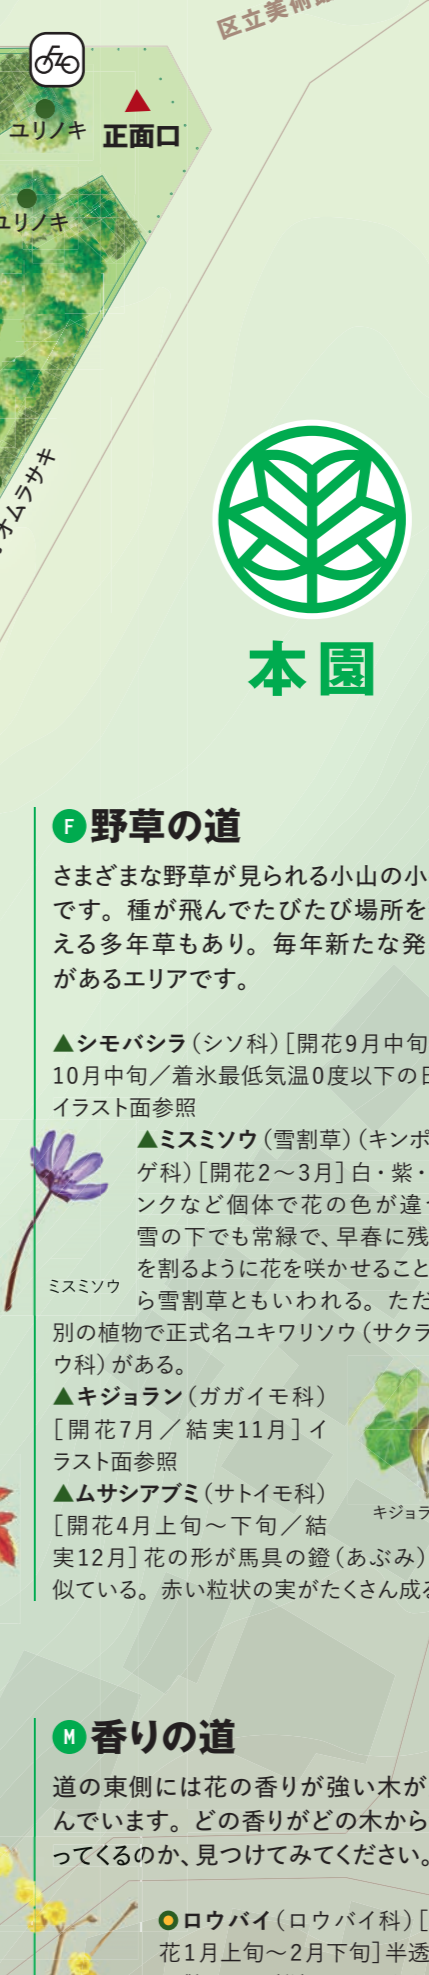 区立美術館
ユリノキ
正面口
ユリノキ
オムラサキ
本園
F 野草の道
さまざまな野草が見られる小山の小
です。種が飛んでたびたび場所を
える多年草もあり。毎年新たな発
があるエリアです。
▲シモバシラ（シソ科）［開花9月中旬
10月中旬／着氷最低気温0度以下の日
イラスト面参照
▲ミスミソウ（雪割草）（キンポ
ゲ科）［開花2～3月］白・紫・
ンクなど個体で花の色が違
雪の下でも常緑で、早春に残
を割るように花を咲かせること
ら雪割草ともいわれる。ただ
別の植物で正式名ユキワリソウ（サクラ
ウ科）がある。
ミスミソウ
▲キジョラン（ガガイモ科）
［開花7月／結実11月］イ
ラスト面参照
キジョラ
▲ムサシアブミ（サトイモ科）
［開花4月上旬～下旬／結
実12月］花の形が馬具の鐙（あぶみ）
似ている。赤い粒状の実がたくさん成る
M 香りの道
道の東側には花の香りが強い木が
んでいます。どの香りがどの木から
ってくるのか、見つけてみてください。
ロウバイ（ロウバイ科）［
花1月上旬～2月下旬］半透